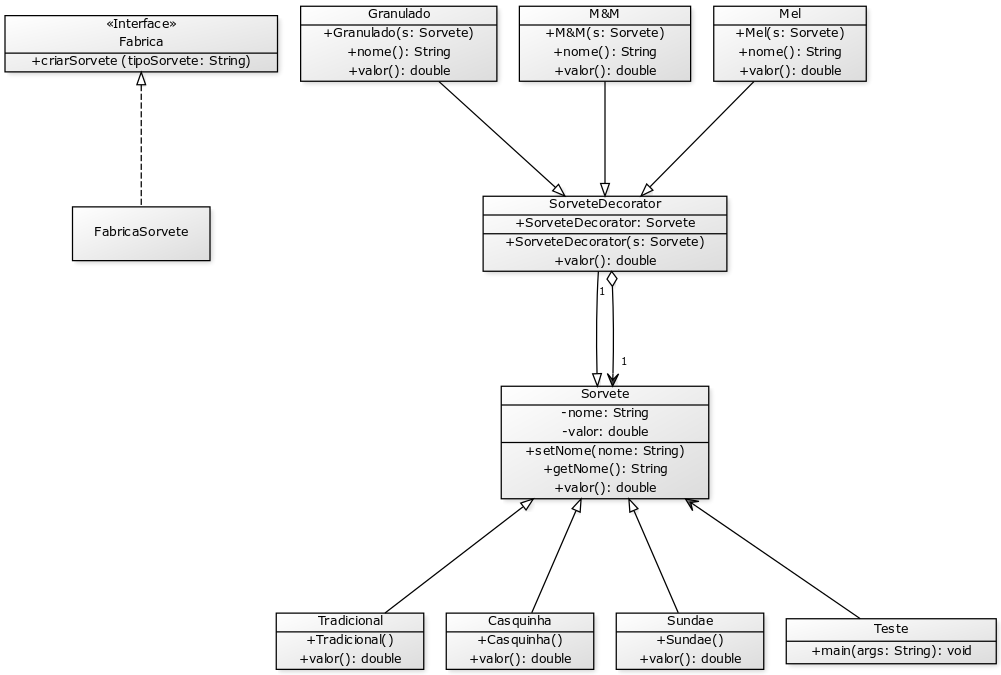 «Interface»
Fabrica
+criarSorvete (tipoSorvete: String)
FabricaSorvete
Granulado
+Granulado(s: Sorvete)
+nome(): String
+valor(): double
M&M
+M&M(s: Sorvete)
+nome(): String
+valor(): double
Mel
+Mel(s: Sorvete)
+nome(): String
+valor(): double
SorveteDecorator
+SorveteDecorator: Sorvete
+SorveteDecorator(s: Sorvete)
+valor(): double
1
1
Sorvete
-nome: String
-valor: double
+setNome(nome: String)
+getNome(): String
+valor(): double
Tradicional
+Tradicional()
+valor(): double
Casquinha
+Casquinha()
+valor(): double
Sundae
+Sundae()
+valor(): double
Teste
+main(args: String): void